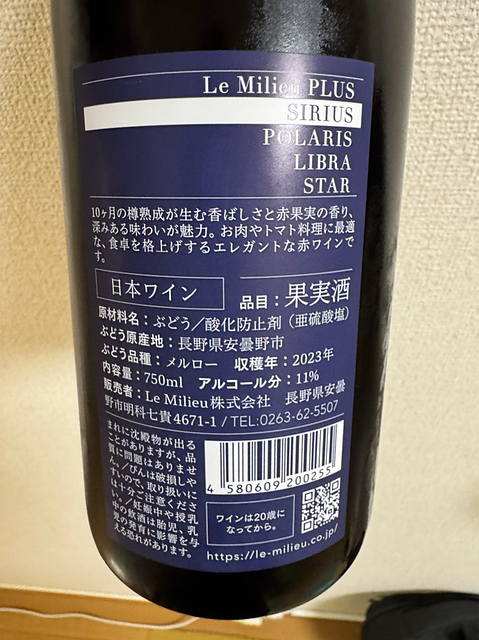 Le Milieu PLUS
SIRIUS
POLARIS
LIBRA
STAR
10ヶ月の樽熟成が生む香ばしさと赤果実の香り、
深みある味わいが魅力。お肉やトマト料理に最適
な、食卓を格上げするエレガントな赤ワインで
す。
日本ワイン
品目：果実酒
原材料名：ぶどう／酸化防止剤（亜硫酸塩）
ぶどう原産地：長野県安曇野市
ぶどう品種：メルロー　収穫年：2023年
内容量：750ml　アルコール分：11%
販売者：Le Milieu株式会社　長野県安曇
野市明科七貴4671-1 / TEL:0263-62-5507
まれに沈殿物が出る
ことがありますが、品
質に問題はありませ
ん。／びんは破損しや
すいので、取り扱いに
は十分ご注意くださ
い。／妊娠中や授乳
中の飲酒は胎児、乳
児の発育に影響を与
える恐れがあります。
4 580609 200255
ワインは20歳に
なってから。
https://le-milieu.co.jp/